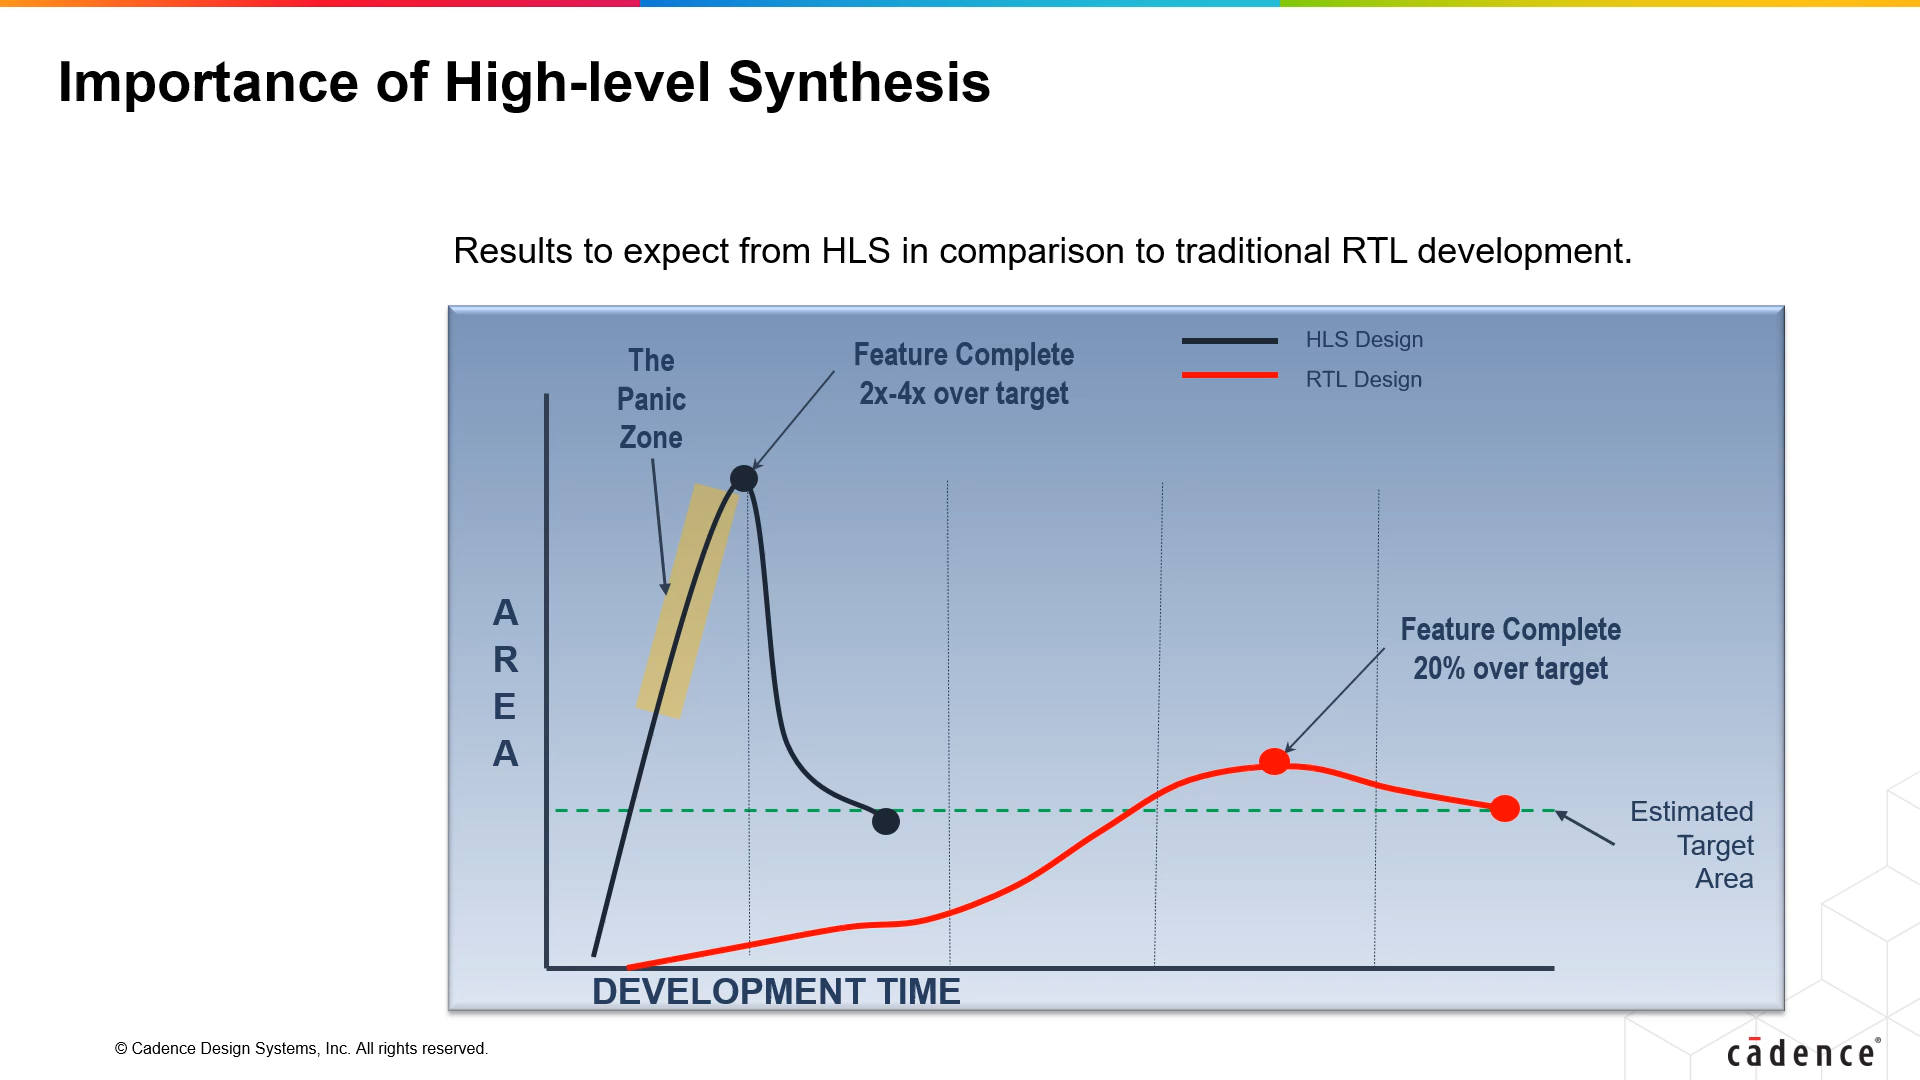 Importance of High-level Synthesis
Results to expect from HLS in comparison to traditional RTL development.
The
Panic
Zone
Feature Complete
2x-4x over target
HLS Design
RTL Design
A
R
E
A
Feature Complete
20% over target
Estimated
Target
Area
DEVELOPMENT TIME
© Cadence Design Systems, Inc. All rights reserved.
cādence®